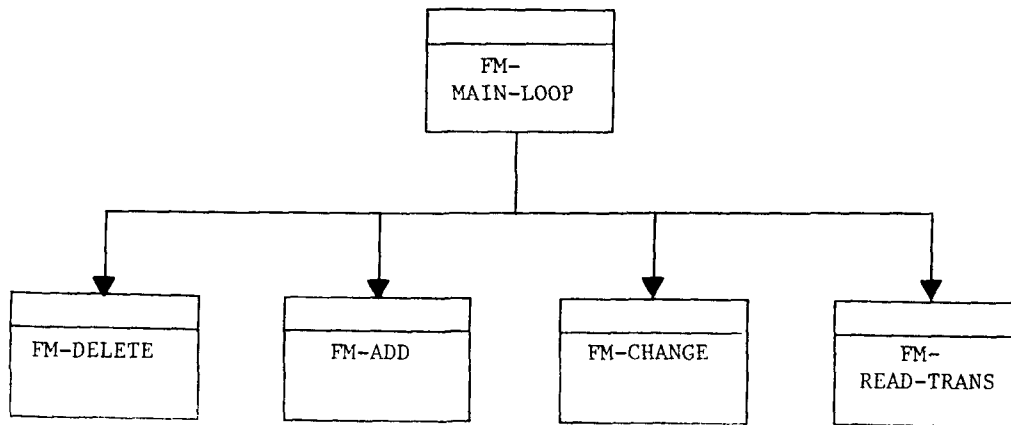 FM-
MAIN-LOOP
FM-DELETE
FM-ADD
FM-CHANGE
FM-
READ-TRANS